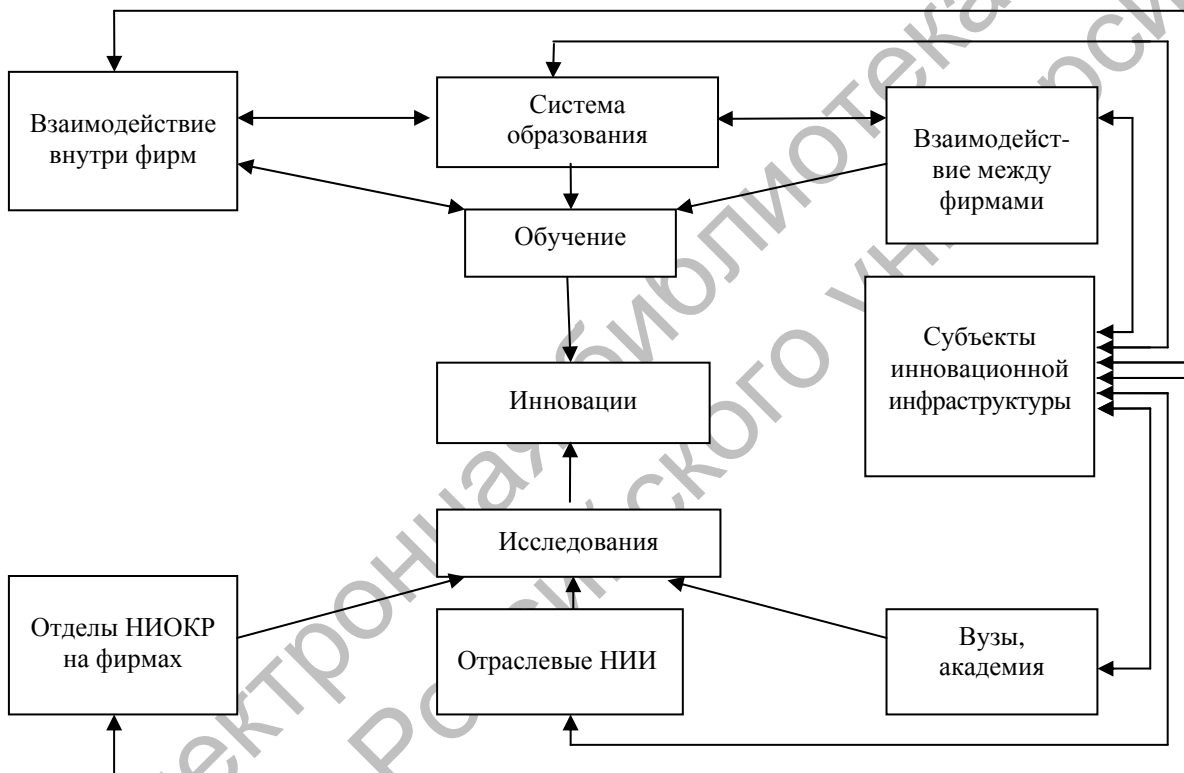 Взаимодействие
внутри фирм
Система
образования
Взаимодейст-
вие между
фирмами
Обучение
Субъекты
инновационной
инфраструктуры
Инновации
Исследования
Отделы НИОКР
на фирмах
Отраслевые НИИ
Вузы,
академия